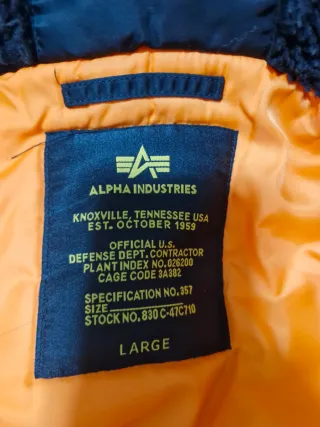 ALPHA INDUSTRIES
KNOXVILLE, TENNESSEE USA
EST. OCTOBER 1959
OFFICIAL U.S.
DEFENSE DEPT. CONTRACTOR
PLANT INDEX NO. 026200
CAGE CODE 3A382
SPECIFICATION NO. 357
SIZE
STOCK NO. 830 C-47C710
LARGE